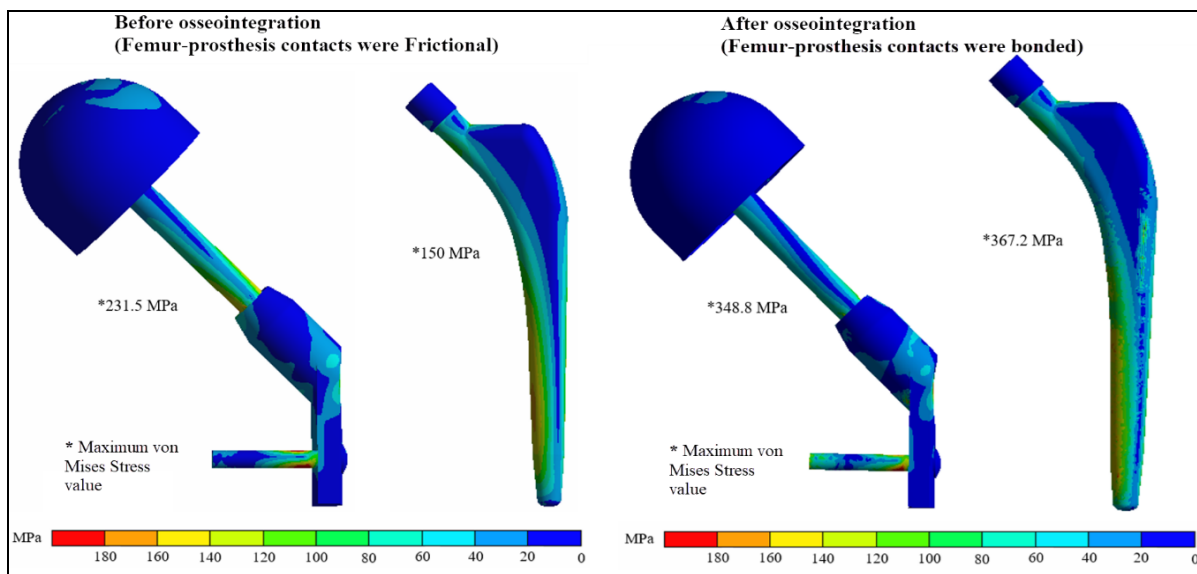 Before osseointegration
(Femur-prosthesis contacts were Frictional)
*150 MPa
*231.5 MPa
* Maximum von
Mises Stress
value
MPa
180 160 140 120 100 80 60 40 20 0
After osseointegration
(Femur-prosthesis contacts were bonded)
*367.2 MPa
*348.8 MPa
* Maximum von
Mises Stress
value
MPa
180 160 140 120 100 80 60 40 20 0